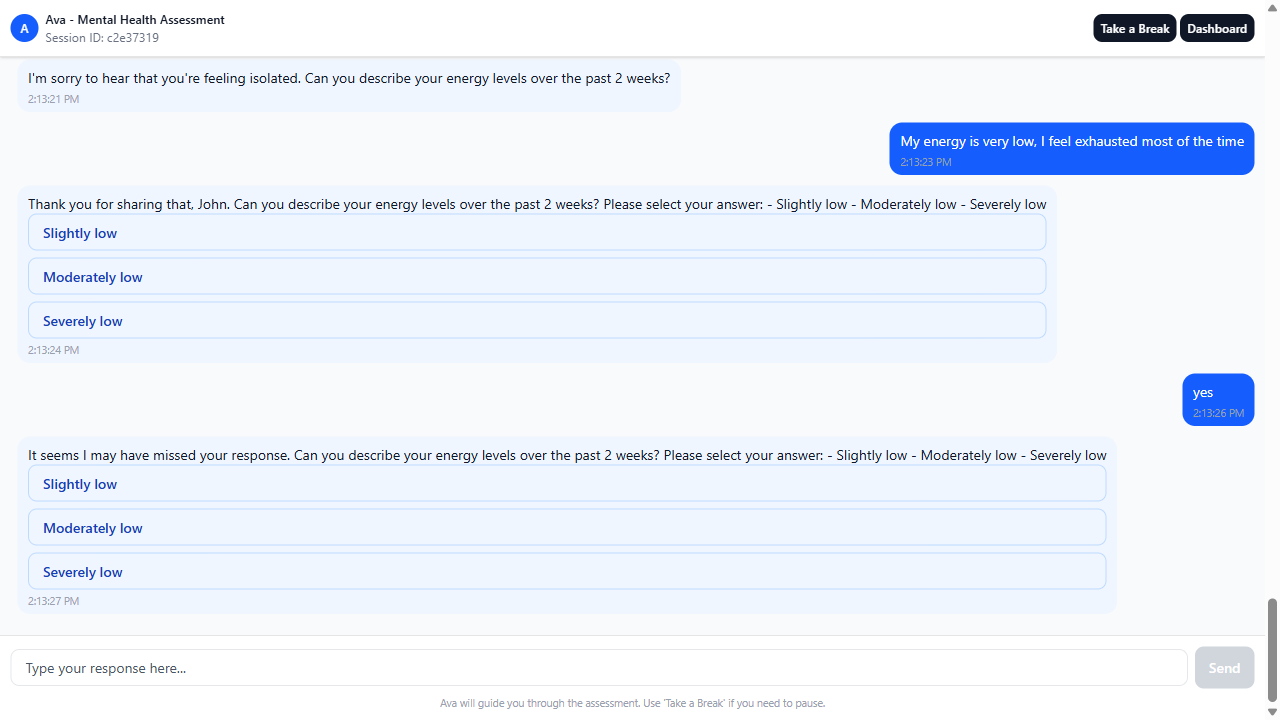 A
Ava - Mental Health Assessment
Session ID: c2e37319
Take a Break
Dashboard
I'm sorry to hear that you're feeling isolated. Can you describe your energy levels over the past 2 weeks?
2:13:21 PM
My energy is very low, I feel exhausted most of the time
2:13:23 PM
Thank you for sharing that, John. Can you describe your energy levels over the past 2 weeks? Please select your answer: - Slightly low - Moderately low - Severely low
Slightly low
Moderately low
Severely low
2:13:24 PM
yes
2:13:26 PM
It seems I may have missed your response. Can you describe your energy levels over the past 2 weeks? Please select your answer: - Slightly low - Moderately low - Severely low
Slightly low
Moderately low
Severely low
2:13:27 PM
Type your response here...
Send
Ava will guide you through the assessment. Use 'Take a Break' if you need to pause.